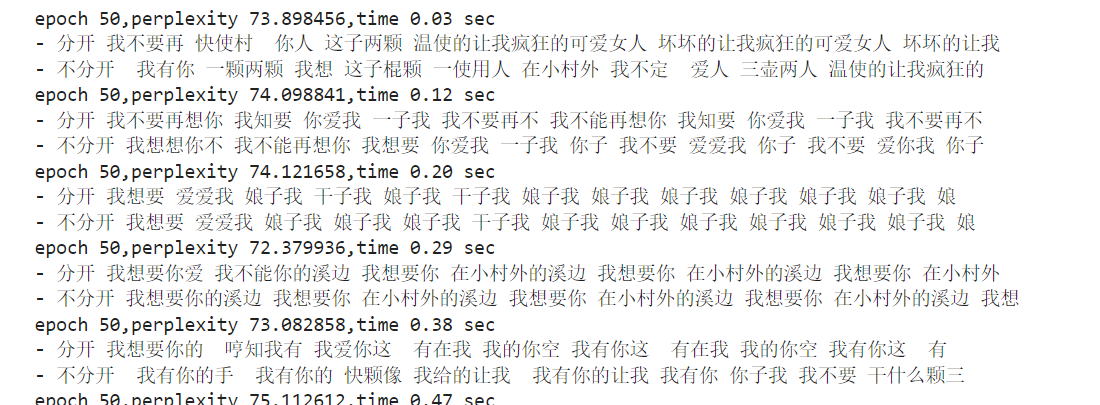 epoch 50,perplexity 73.898456,time 0.03 sec
- 分开 我不要再 快使村  你人 这子两颗 温使的让我疯狂的可爱女人 坏坏的让我疯狂的可爱女人 坏坏的让我
- 不分开  我有你 一颗两颗 我想 这子棍颗 一使用人 在小村外 我不定  爱人 三壶两人 温使的让我疯狂的
epoch 50,perplexity 74.098841,time 0.12 sec
- 分开 我不要再想你 我知要 你爱我 一子我 我不要再不 我不能再想你 我知要 你爱我 一子我 我不要再不
- 不分开 我想想你不 我不能再想你 我想要 你爱我 一子我 你子 我不要 爱爱我 你子 我不要 爱你我 你子
epoch 50,perplexity 74.121658,time 0.20 sec
- 分开 我想要 爱爱我 娘子我 干子我 娘子我 干子我 娘子我 娘子我 娘子我 娘子我 娘子我 娘子我 娘
- 不分开 我想要 爱爱我 娘子我 娘子我 娘子我 干子我 娘子我 娘子我 娘子我 娘子我 娘子我 娘子我 娘
epoch 50,perplexity 72.379936,time 0.29 sec
- 分开 我想要你爱 我不能你的溪边 我想要你 在小村外的溪边 我想要你 在小村外的溪边 我想要你 在小村外
- 不分开 我想要你的溪边 我想要你 在小村外的溪边 我想要你 在小村外的溪边 我想要你 在小村外的溪边 我想
epoch 50,perplexity 73.082858,time 0.38 sec
- 分开 我想要你的  哼知我有 我爱你这  有在我 我的你空 我有你这  有在我 我的你空 我有你这  有
- 不分开  我有你的手  我有你的 快颗像 我给的让我  我有你的让我 我有你 你子我 我不要 干什么颗三
epoch 50,perplexity 75.112612,time 0.47 sec